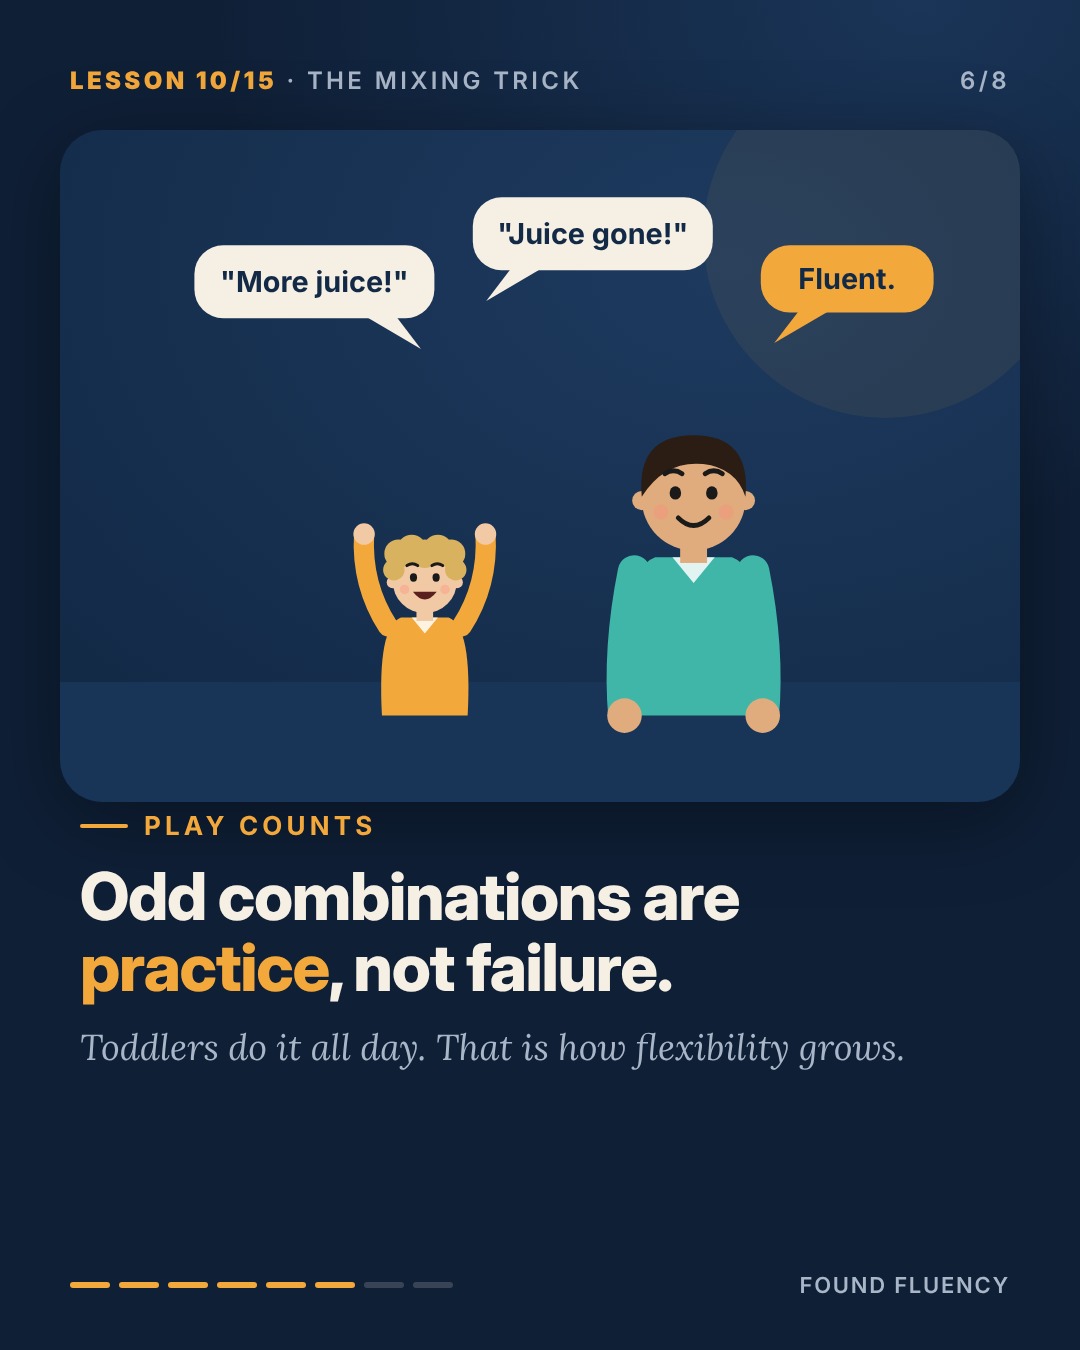 LESSON 10/15 · THE MIXING TRICK
6/8
"More juice!"
"Juice gone!"
Fluent.
PLAY COUNTS
Odd combinations are
practice, not failure.
Toddlers do it all day. That is how flexibility grows.
FOUND FLUENCY